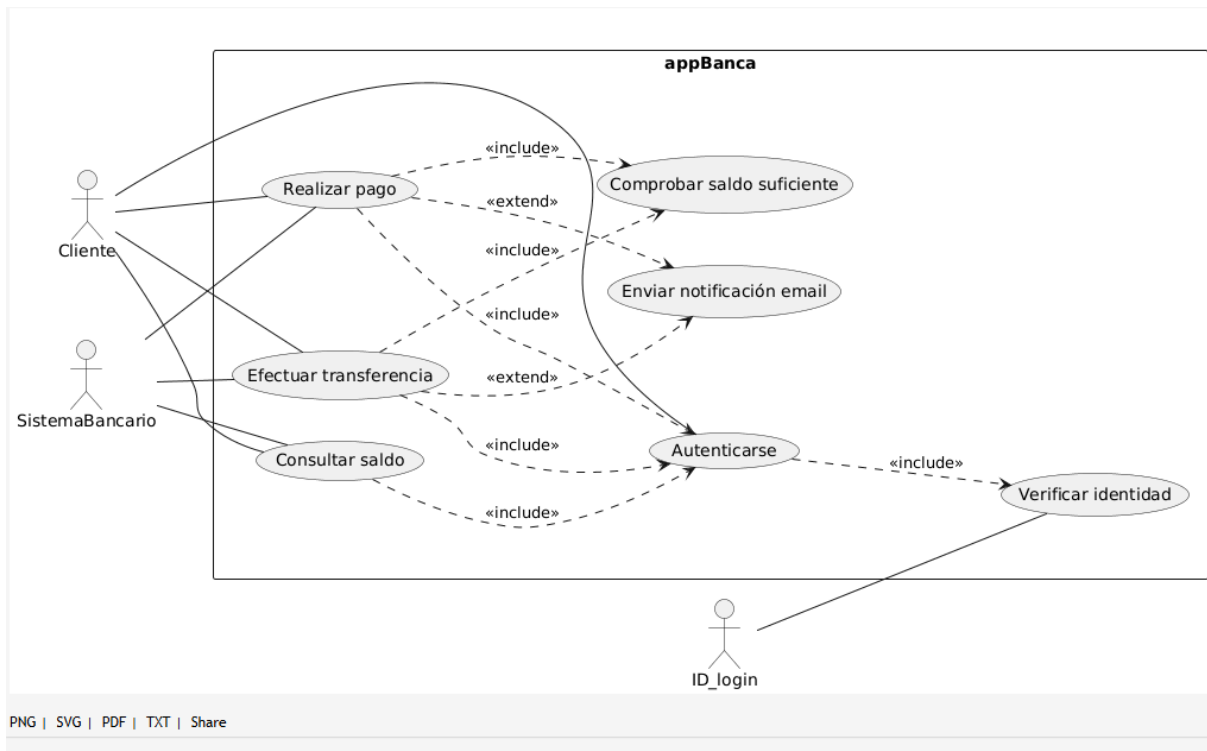 appBanca
«include»
Comprobar saldo suficiente
Realizar pago
«extend»
Cliente
«include»
Enviar notificación email
«include»
Efectuar transferencia
«extend»
SistemaBancario
«include»
Autenticarse
Consultar saldo
«include»
Verificar identidad
«include»
ID_login
PNG | SVG | PDF | TXT | Share